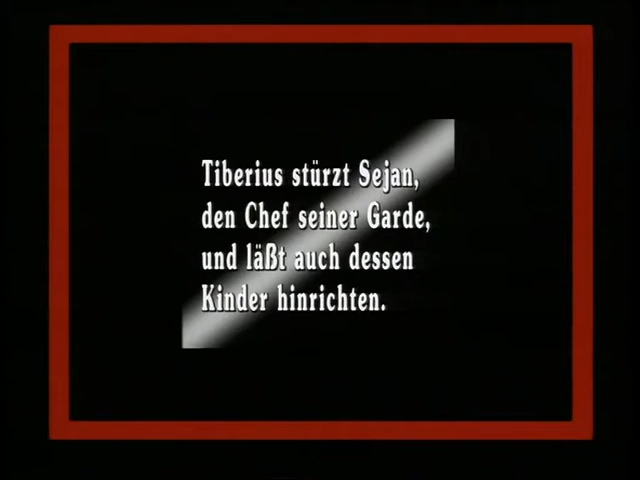 Tiberius stürzt Sejan,
den Chef seiner Garde,
und läßt auch dessen
Kinder hinrichten.